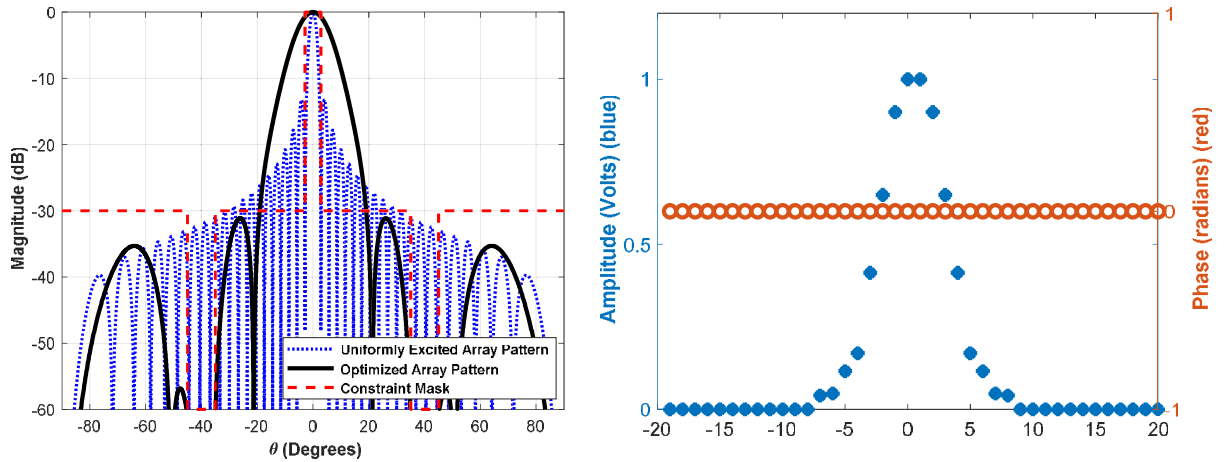 0
-10
-20
-30
-40
-50
-60
Magnitude (dB)
-80 -60 -40 -20 0 20 40 60 80
θ (Degrees)
Uniformly Excited Array Pattern
Optimized Array Pattern
Constraint Mask
1
0.5
0
Amplitude (Volts) (blue)
-20 -15 -10 -5 0 5 10 15 20
1
0
-1
Phase (radians) (red)